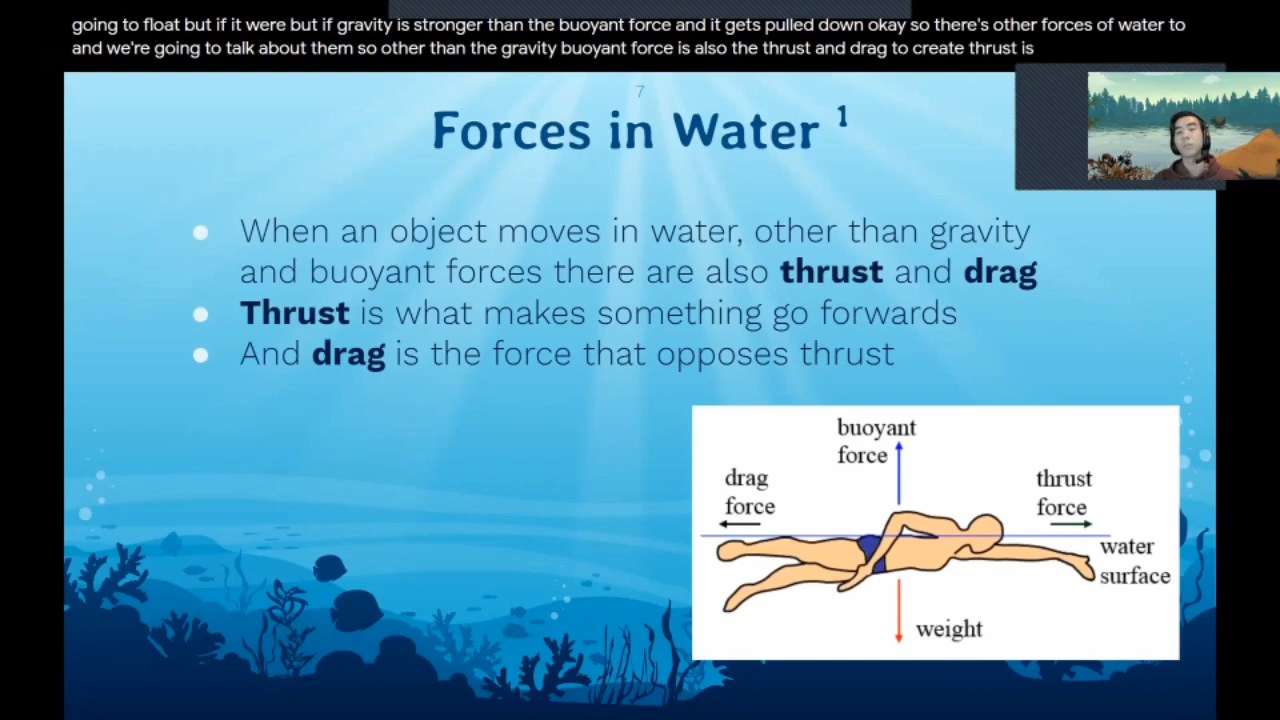 going to float but if it were but if gravity is stronger than the buoyant force and it gets pulled down okay so there's other forces of water to
and we're going to talk about them so other than the gravity buoyant force is also the thrust and drag to create thrust is
7
Forces in Water 1
● When an object moves in water, other than gravity
and buoyant forces there are also thrust and drag
● Thrust is what makes something go forwards
● And drag is the force that opposes thrust
buoyant
force
drag
force
thrust
force
water
surface
weight